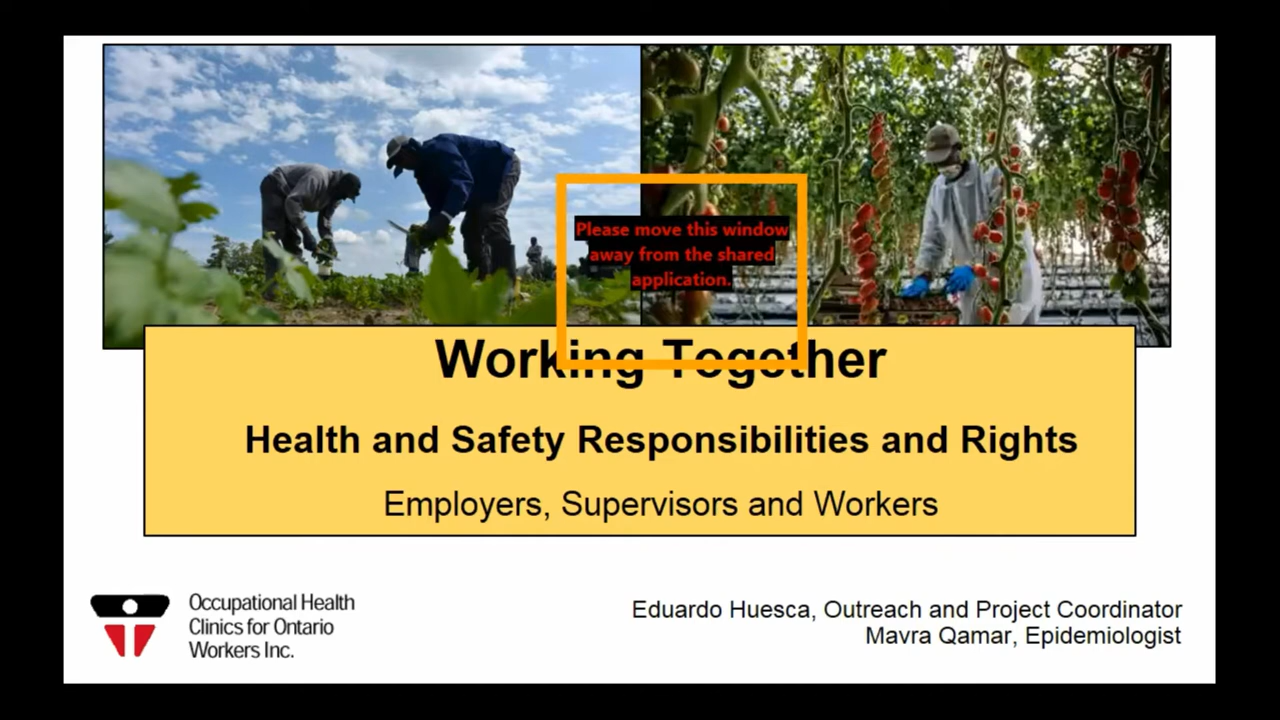 Please move this window
away from the shared
application.
Working Together
Health and Safety Responsibilities and Rights
Employers, Supervisors and Workers
Occupational Health
Clinics for Ontario
Workers Inc.
Eduardo Huesca, Outreach and Project Coordinator
Mavra Qamar, Epidemiologist